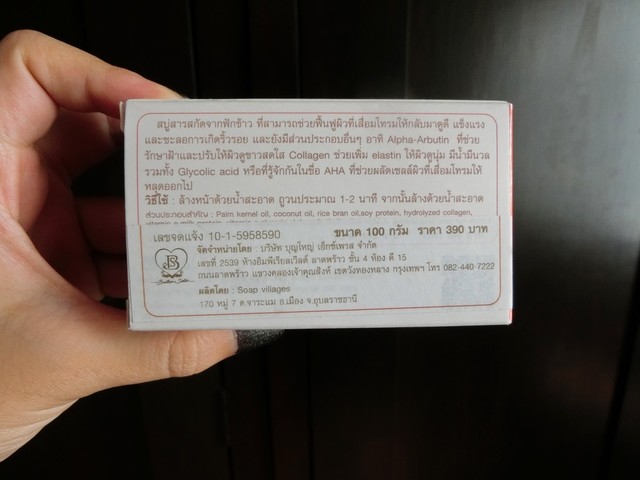 สบู่สารสกัดจากฟักข้าว ที่สามารถช่วยฟื้นฟูผิวที่เสื่อมโทรมให้กลับมาดูดี แข็งแรง
และชะลอการเกิดริ้วรอย และยังมีส่วนประกอบอื่นๆ อาทิ Alpha-Arbutin ที่ช่วย
รักษาฝ้าและปรับให้ผิวดูขาวสดใส Collagen ช่วยเพิ่ม elastin ให้ผิวดูนุ่ม มีน้ำมีนวล
รวมทั้ง Glycolic acid หรือที่รู้จักกันในชื่อ AHA ที่ช่วยผลัดเซลล์ผิวที่เสื่อมโทรมให้
หลุดออกไป
วิธีใช้ : ล้างหน้าด้วยน้ำสะอาด ถูวนประมาณ 1-2 นาที จากนั้นล้างด้วยน้ำสะอาด
ส่วนประกอบสำคัญ : Palm kernel oil, coconut oil, rice bran oil,soy protein, hydrolyzed collagen,
เลขจดแจ้ง 10-1-5958590 ขนาด 100 กรัม ราคา 390 บาท
จัดจำหน่ายโดย : บริษัท บุญใหญ่ เอ็กซ์เพรส จำกัด
เลขที่ 2539 ห้างอิมพีเรียลเวิลด์ ลาดพร้าว ชั้น 4 ห้อง ดี 15
ถนนลาดพร้าว แขวงคลองเจ้าคุณสิงห์ เขตวังทองหลาง กรุงเทพฯ โทร 082-440-7222
ผลิตโดย : Soap villages
170 หมู่ 7 ต.จาระแม อ.เมือง จ.อุบลราชธานี